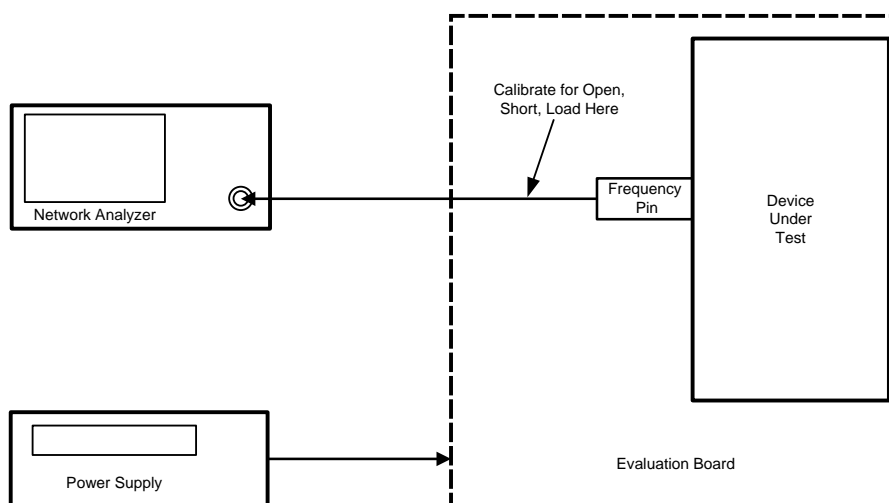 Calibrate for Open,
Short, Load Here
Frequency
Pin
Device
Under
Test
Network Analyzer
Power Supply
Evaluation Board